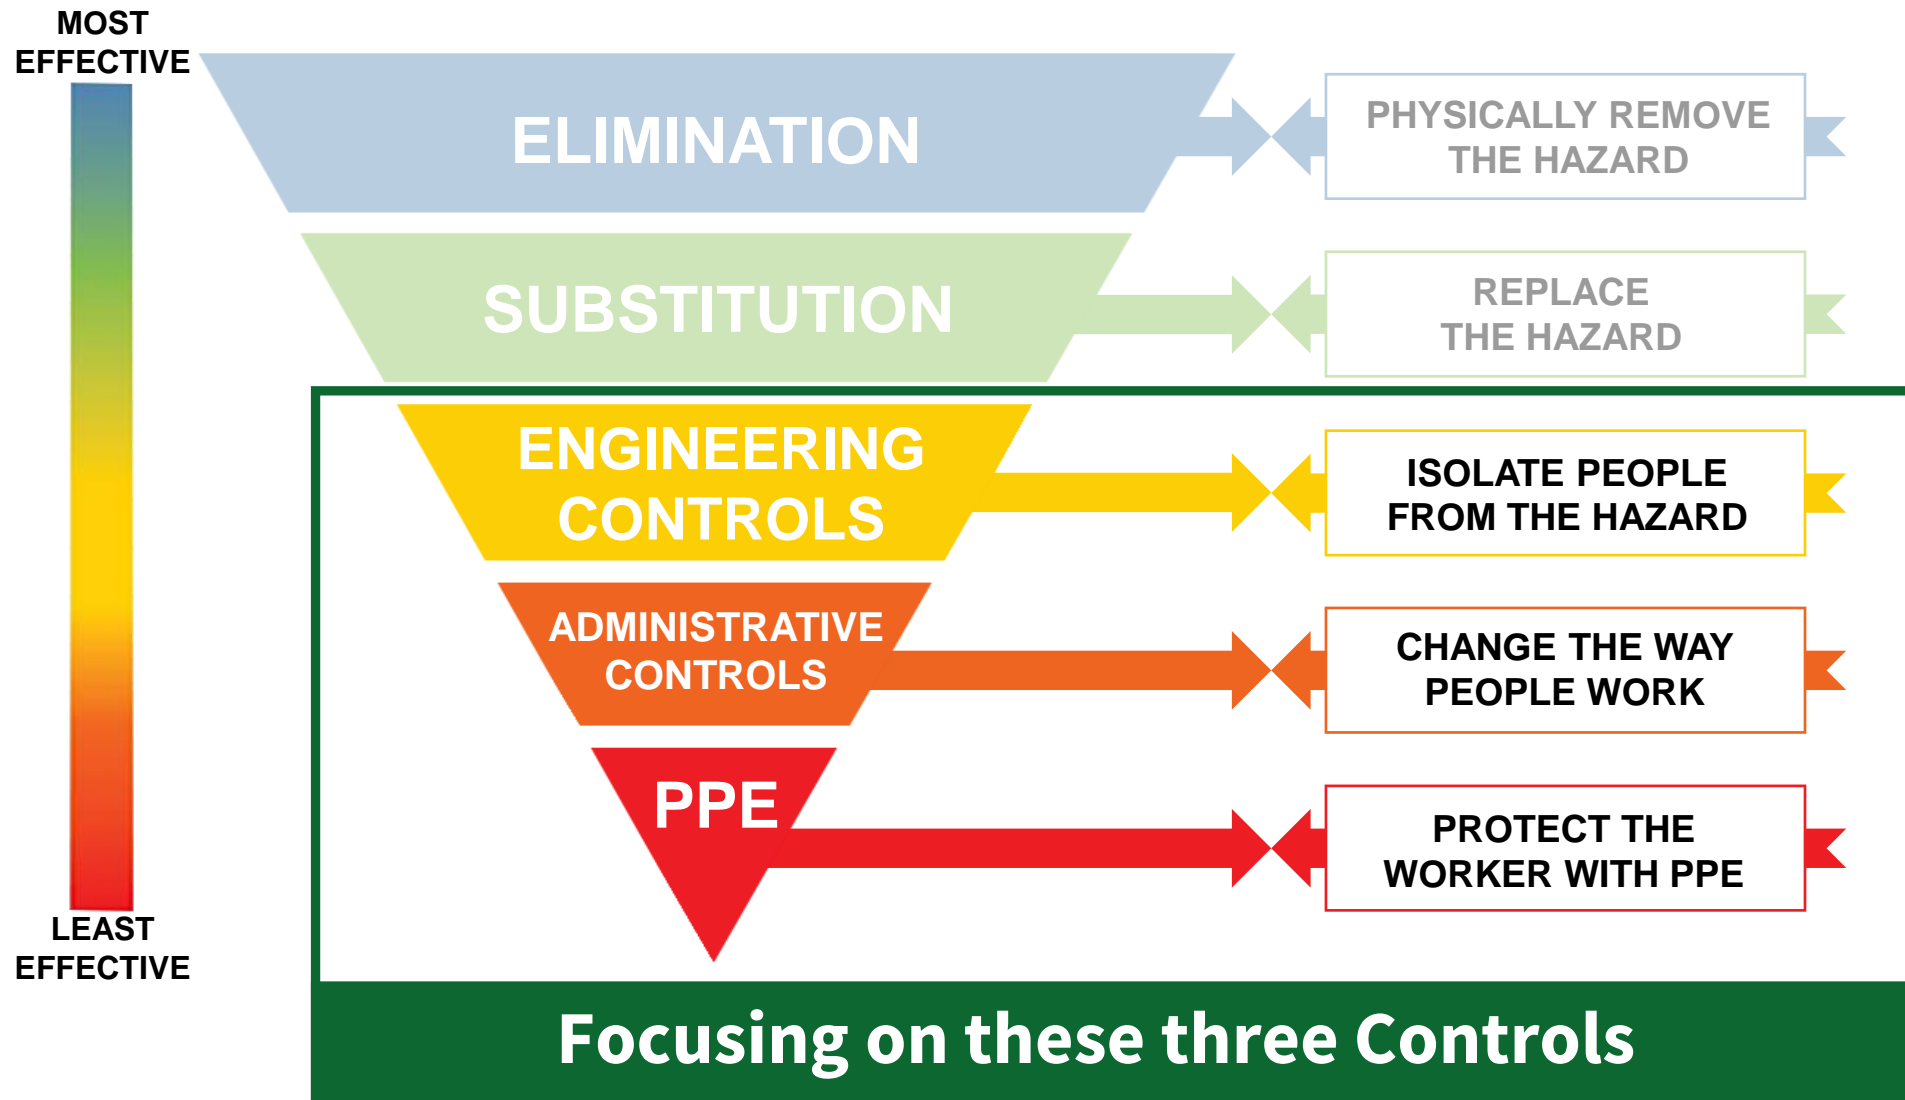 MOST
EFFECTIVE
ELIMINATION
PHYSICALLY REMOVE
THE HAZARD
SUBSTITUTION
REPLACE
THE HAZARD
ENGINEERING
CONTROLS
ISOLATE PEOPLE
FROM THE HAZARD
ADMINISTRATIVE
CONTROLS
CHANGE THE WAY
PEOPLE WORK
PPE
PROTECT THE
WORKER WITH PPE
LEAST
EFFECTIVE
Focusing on these three Controls